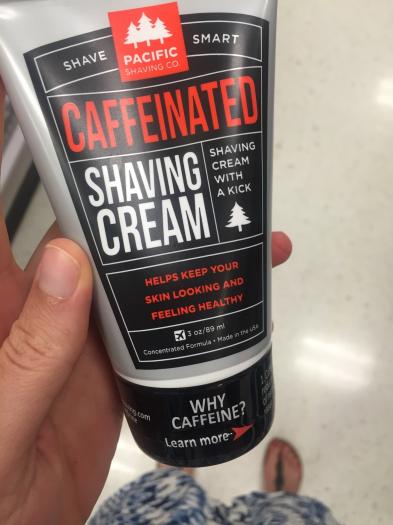 SHAVE SMART
PACIFIC
SHAVING CO.
CAFFEINATED
SHAVING
CREAM
SHAVING
CREAM
WITH
A KICK
HELPS KEEP YOUR
SKIN LOOKING AND
FEELING HEALTHY
3 oz/89 ml
Concentrated Formula • Made in the USA
WHY
CAFFEINE?
Learn more